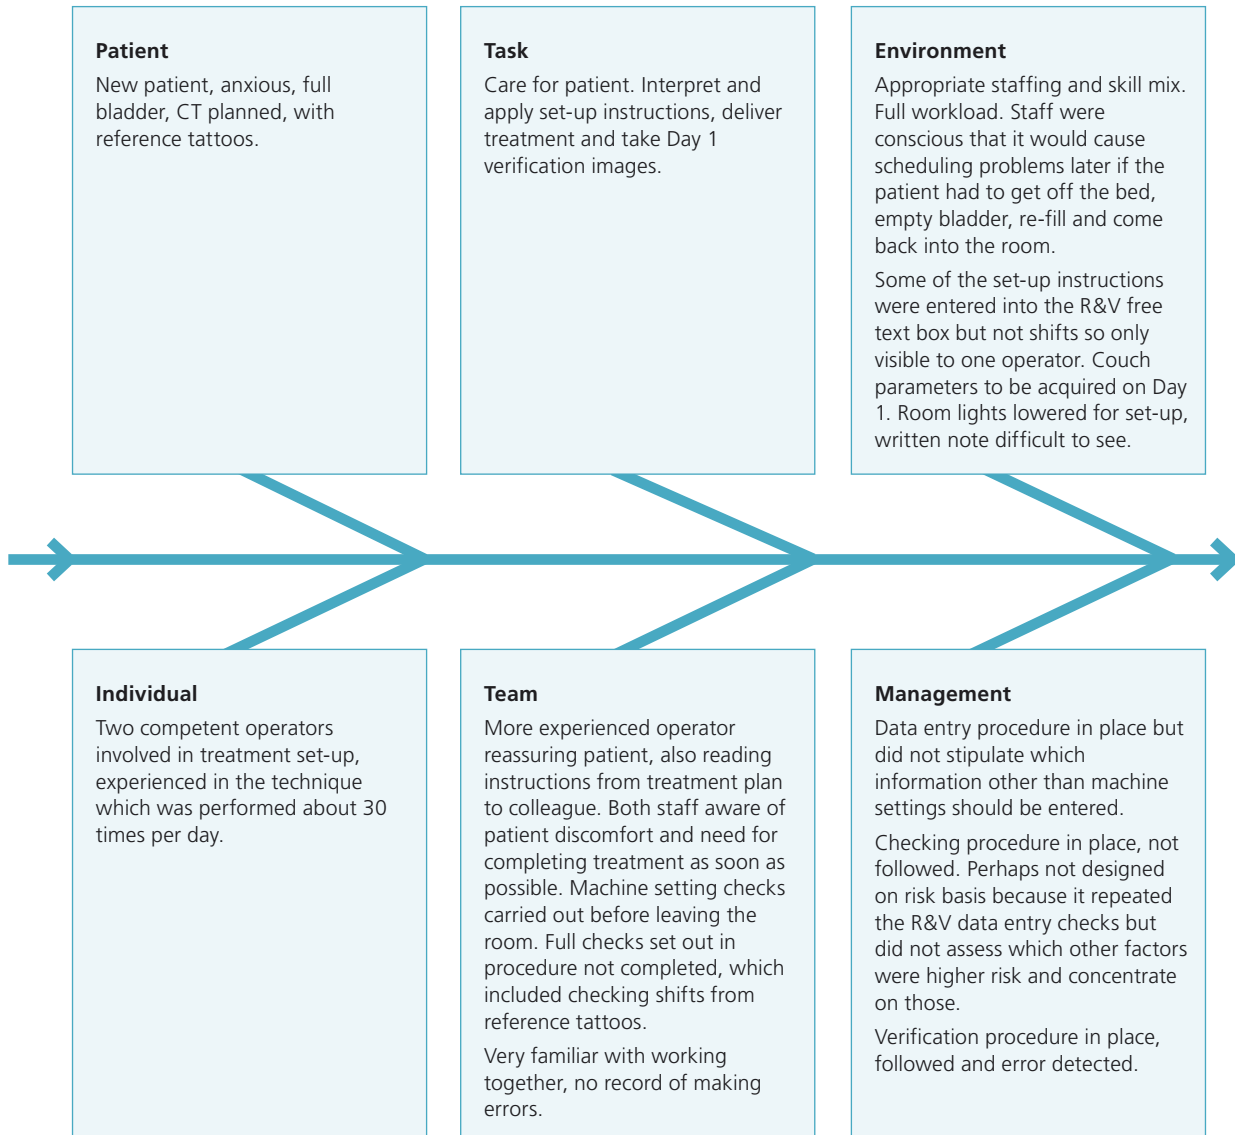 Patient
New patient, anxious, full
bladder, CT planned, with
reference tattoos.
Task
Care for patient. Interpret and
apply set-up instructions, deliver
treatment and take Day 1
verification images.
Environment
Appropriate staffing and skill mix.
Full workload. Staff were
conscious that it would cause
scheduling problems later if the
patient had to get off the bed,
empty bladder, re-fill and come
back into the room.
Some of the set-up instructions
were entered into the R&V free
text box but not shifts so only
visible to one operator. Couch
parameters to be acquired on Day
1. Room lights lowered for set-up,
written note difficult to see.
Individual
Two competent operators
involved in treatment set-up,
experienced in the technique
which was performed about 30
times per day.
Team
More experienced operator
reassuring patient, also reading
instructions from treatment plan
to colleague. Both staff aware of
patient discomfort and need for
completing treatment as soon as
possible. Machine setting checks
carried out before leaving the
room. Full checks set out in
procedure not completed, which
included checking shifts from
reference tattoos.
Very familiar with working
together, no record of making
errors.
Management
Data entry procedure in place but
did not stipulate which
information other than machine
settings should be entered.
Checking procedure in place, not
followed. Perhaps not designed
on risk basis because it repeated
the R&V data entry checks but
did not assess which other factors
were higher risk and concentrate
on those.
Verification procedure in place,
followed and error detected.